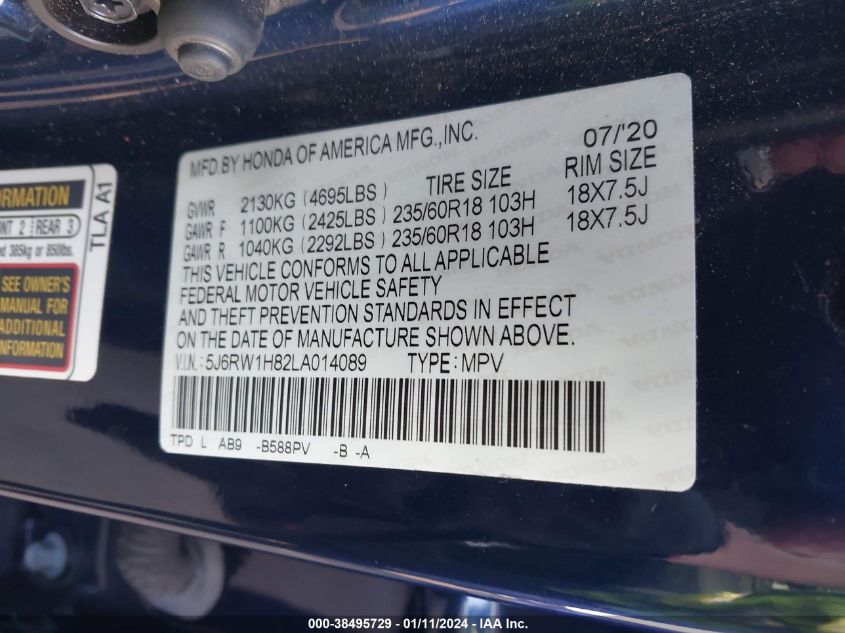 MFD.BY HONDA OF AMERICA MFG.,INC. 07/'20
GVWR 2130KG (4695LBS) TIRE SIZE RIM SIZE
GAWR F 1100KG (2425LBS) 235/60R18 103H 18X7.5J
GAWR R 1040KG (2292LBS) 235/60R18 103H 18X7.5J
THIS VEHICLE CONFORMS TO ALL APPLICABLE
FEDERAL MOTOR VEHICLE SAFETY
AND THEFT PREVENTION STANDARDS IN EFFECT
ON THE DATE OF MANUFACTURE SHOWN ABOVE.
V.I.N.: 5J6RW1H82LA014089 TYPE: MPV
TPD L AB9 -B588PV -B -A
ORMATION
NT 2 REAR 3
ed 385kg or 850lbs.
SEE OWNER'S
MANUAL FOR
ADDITIONAL
INFORMATION
TLA A1
000-38495729 - 01/11/2024 - IAA Inc.